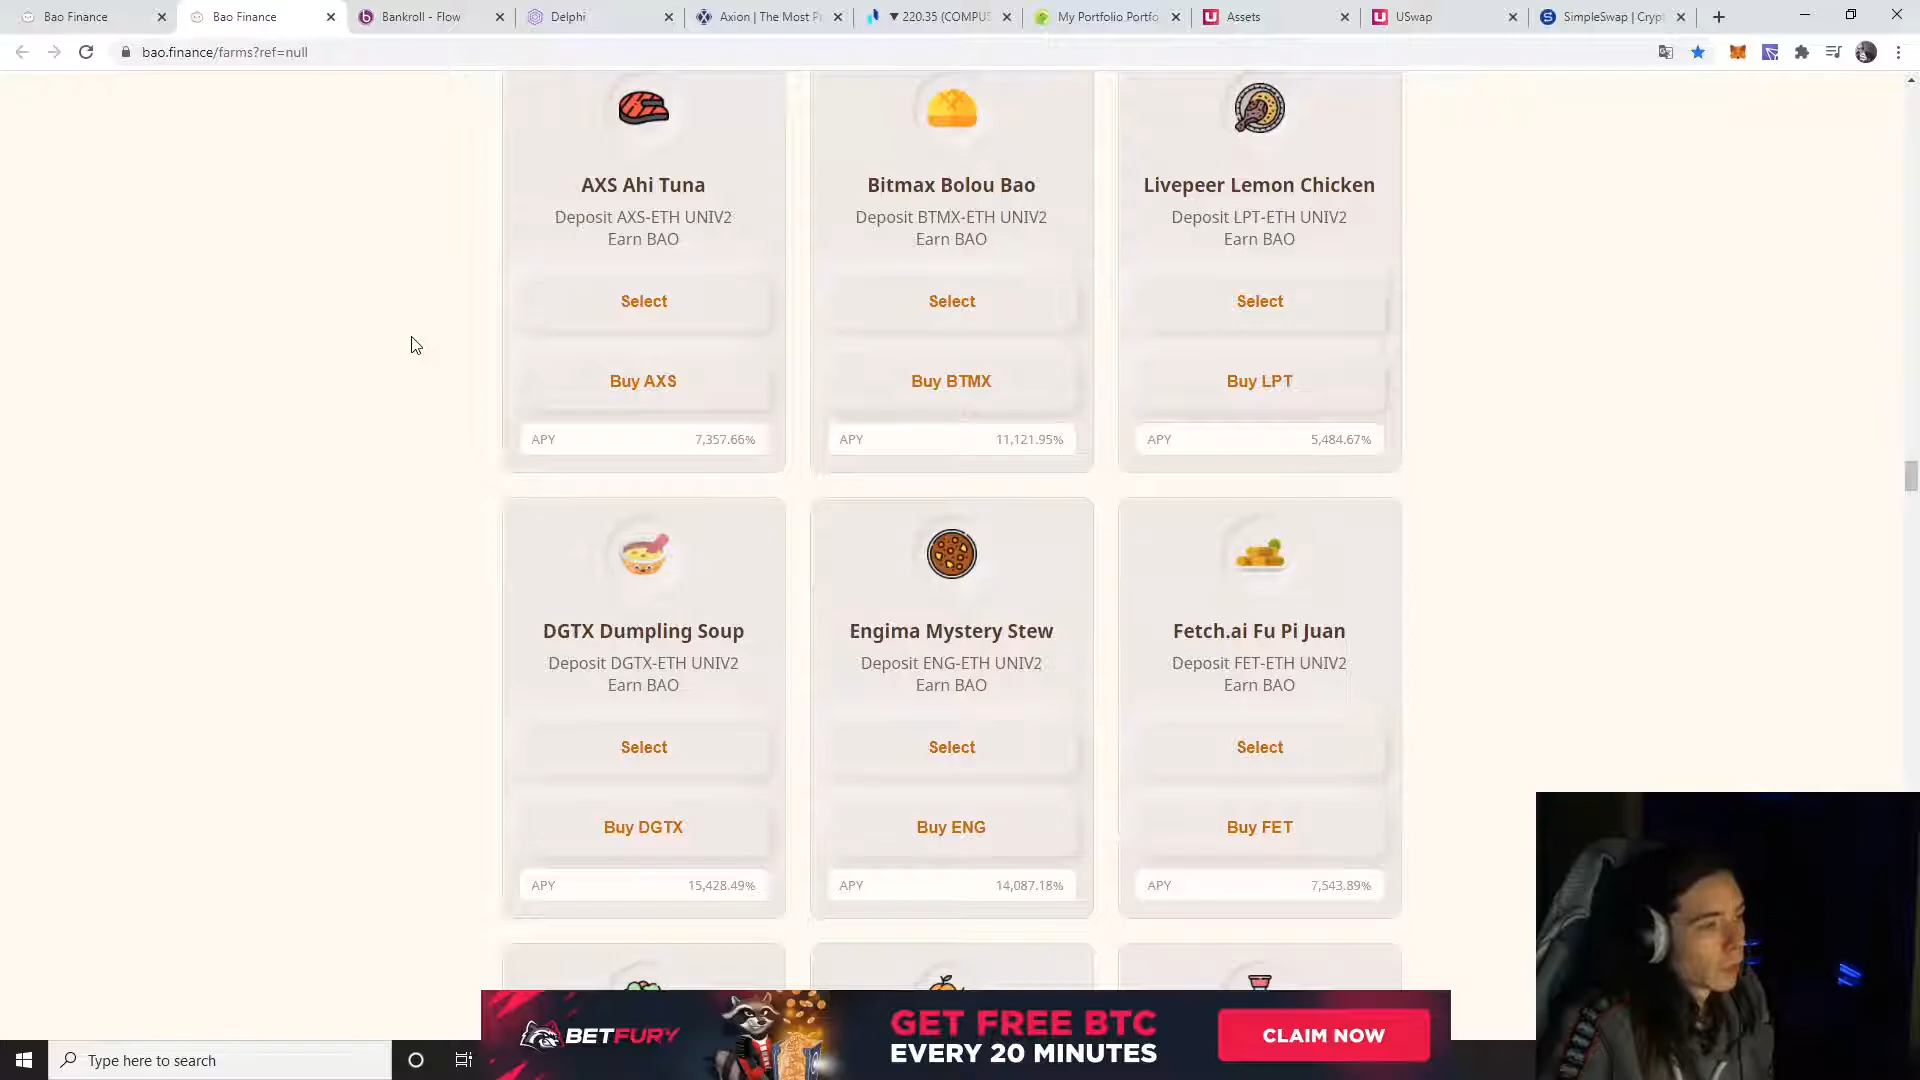 Bao Finance
Bao Finance
Bankroll - Flow
Delphi
Axion | The Most P
▼ 220.35 (COMPUS
My Portfolio Portfo
Assets
USwap
SimpleSwap | Crypt
bao.finance/farms?ref=null
AXS Ahi Tuna
Deposit AXS-ETH UNIV2
Earn BAO
Select
Buy AXS
APY 7,357.66%
Bitmax Bolou Bao
Deposit BTMX-ETH UNIV2
Earn BAO
Select
Buy BTMX
APY 11,121.95%
Livepeer Lemon Chicken
Deposit LPT-ETH UNIV2
Earn BAO
Select
Buy LPT
APY 5,484.67%
DGTX Dumpling Soup
Deposit DGTX-ETH UNIV2
Earn BAO
Select
Buy DGTX
APY 15,428.49%
Engima Mystery Stew
Deposit ENG-ETH UNIV2
Earn BAO
Select
Buy ENG
APY 14,087.18%
Fetch.ai Fu Pi Juan
Deposit FET-ETH UNIV2
Earn BAO
Select
Buy FET
APY 7,543.89%
BETFURY
GET FREE BTC
EVERY 20 MINUTES
CLAIM NOW
Type here to search